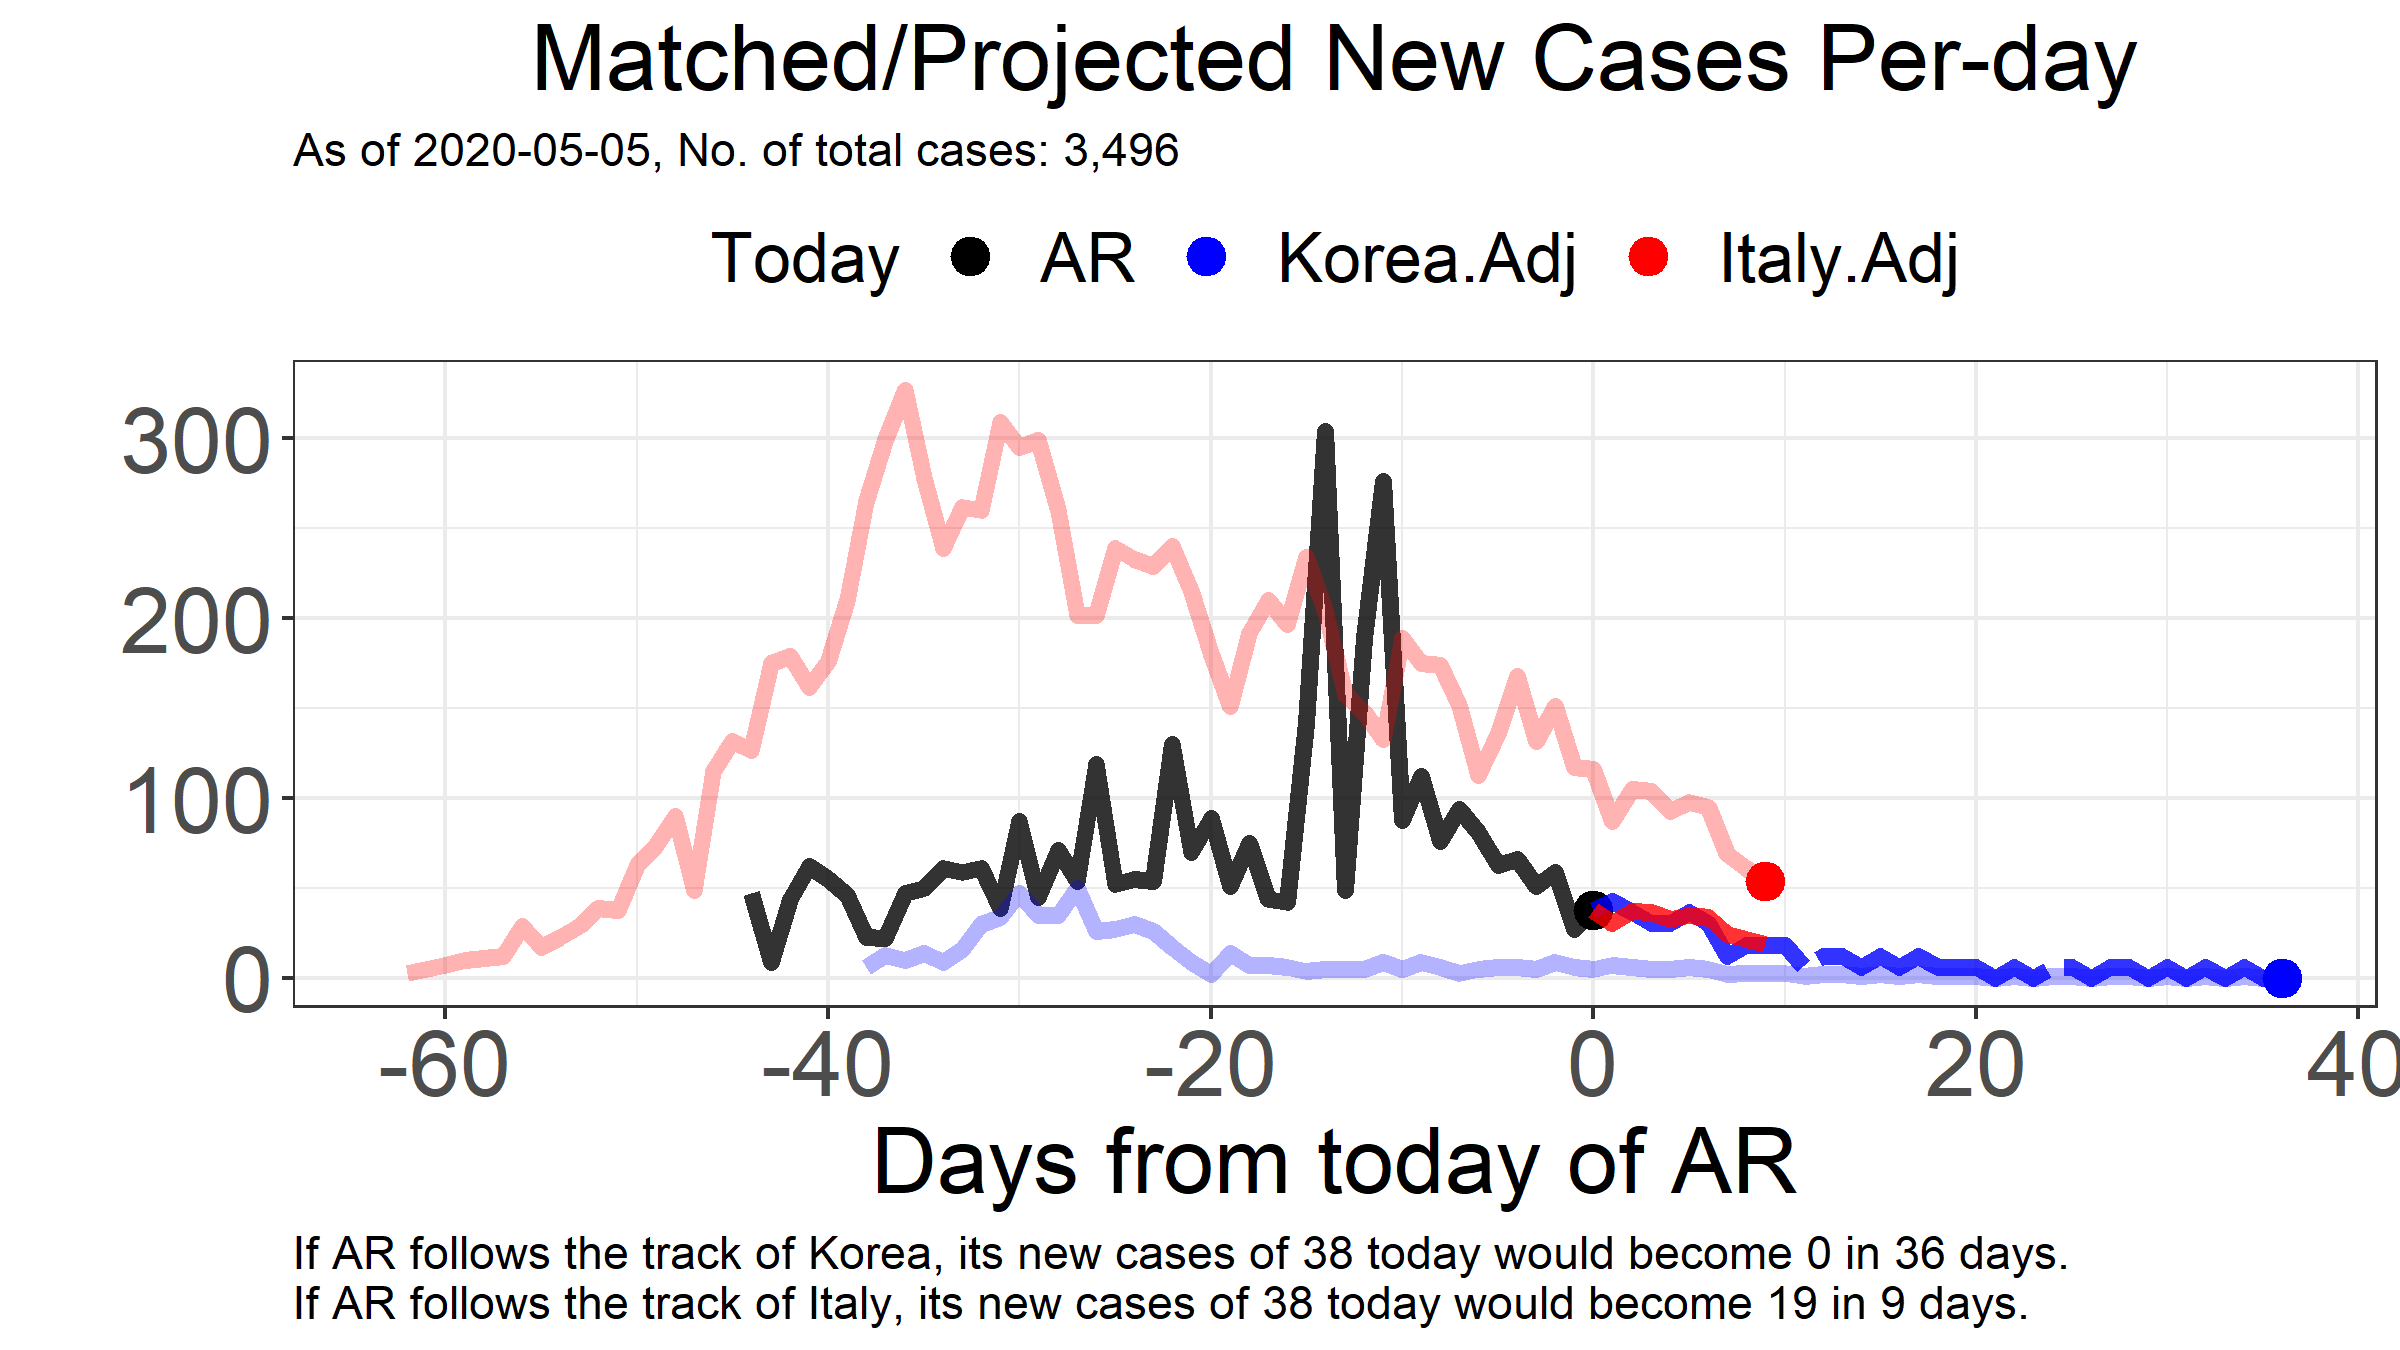 Matched/Projected New Cases Per-day
As of 2020-05-05, No. of total cases: 3,496
Today AR Korea.Adj Italy.Adj
300
200
100
0
-60 -40 -20 0 20 40
Days from today of AR
If AR follows the track of Korea, its new cases of 38 today would become 0 in 36 days.
If AR follows the track of Italy, its new cases of 38 today would become 19 in 9 days.